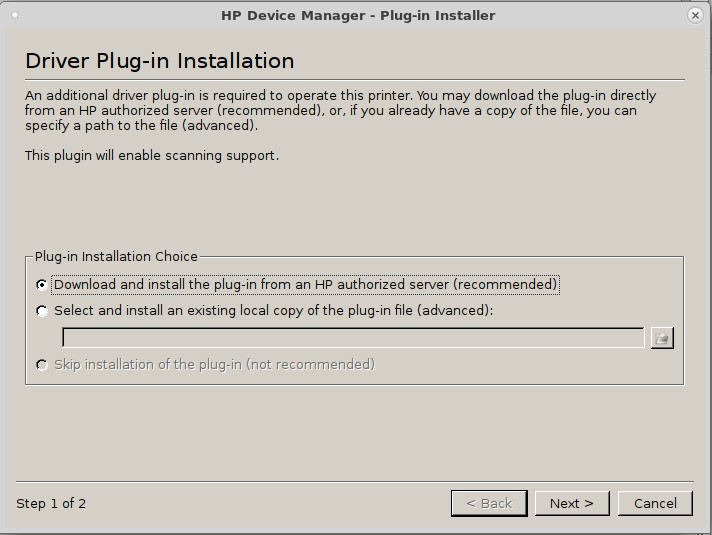 HP Device Manager - Plug-in Installer
Driver Plug-in Installation
An additional driver plug-in is required to operate this printer. You may download the plug-in directly
from an HP authorized server (recommended), or, if you already have a copy of the file, you can
specify a path to the file (advanced).
This plugin will enable scanning support.
Plug-in Installation Choice
Download and install the plug-in from an HP authorized server (recommended)
Select and install an existing local copy of the plug-in file (advanced):
Skip installation of the plug-in (not recommended)
Step 1 of 2
< Back
Next >
Cancel